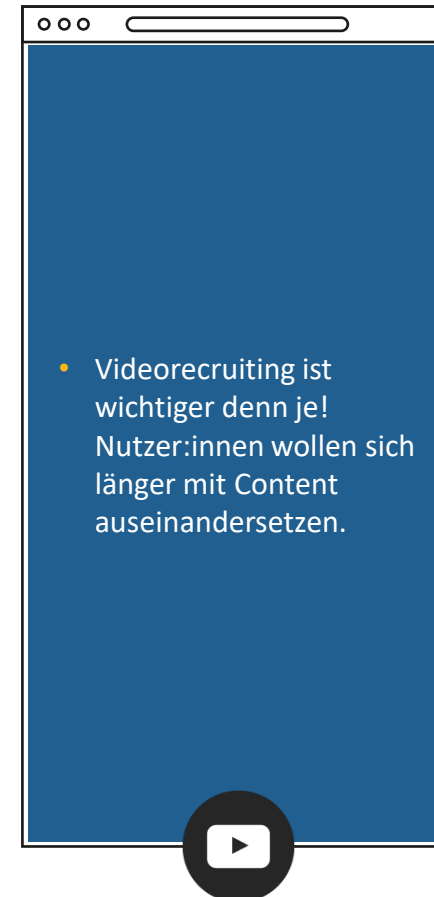 • Videorecruiting ist
wichtiger denn je!
Nutzer:innen wollen sich
länger mit Content
auseinandersetzen.